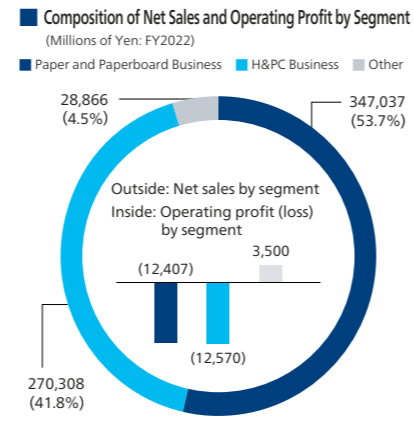 Composition of Net Sales and Operating Profit by Segment
(Millions of Yen: FY2022)
Paper and Paperboard Business H&PC Business Other
28,866
(4.5%)
347,037
(53.7%)
Outside: Net sales by segment
Inside: Operating profit (loss)
by segment
3,500
(12,407)
(12,570)
270,308
(41.8%)